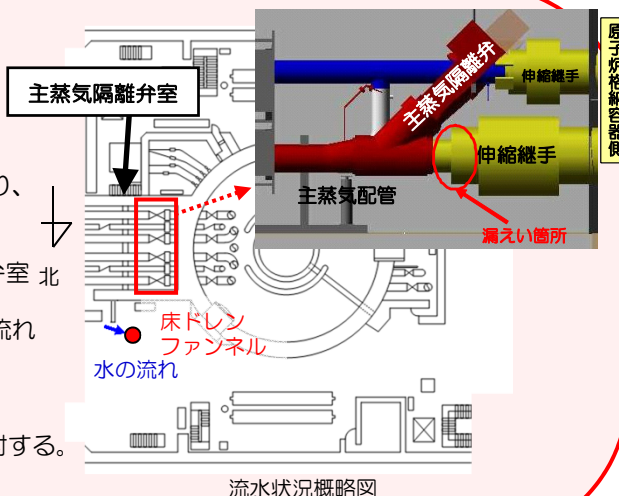 主蒸気隔離弁室
主蒸気隔離弁
伸縮継手
原子炉格納容器側
伸縮継手
主蒸気配管
漏えい箇所
り、
弁室
北
流れ
床ドレン
ファンネル
水の流れ
討する。
流水状況概略図